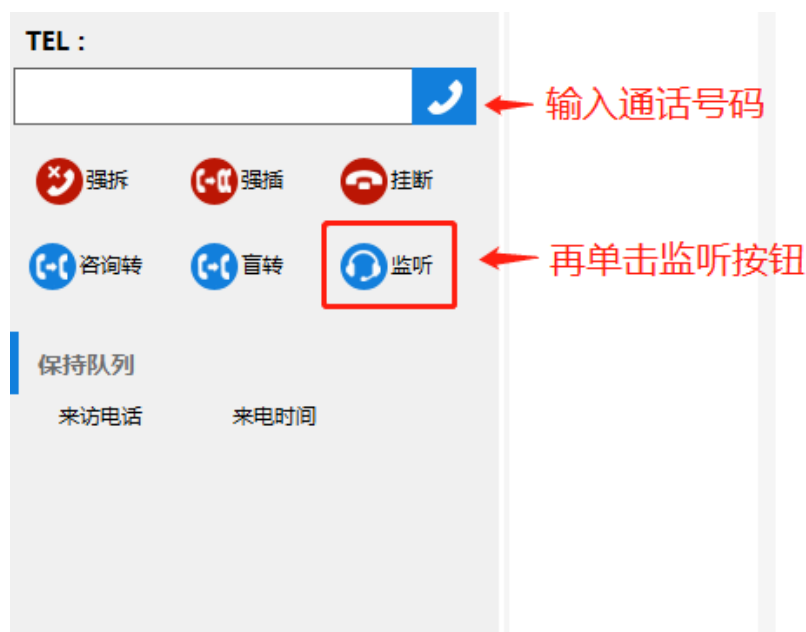 TEL：
输入通话号码
强拆 强插 挂断
咨询转 盲转 监听
再单击监听按钮
保持队列
来访电话 来电时间